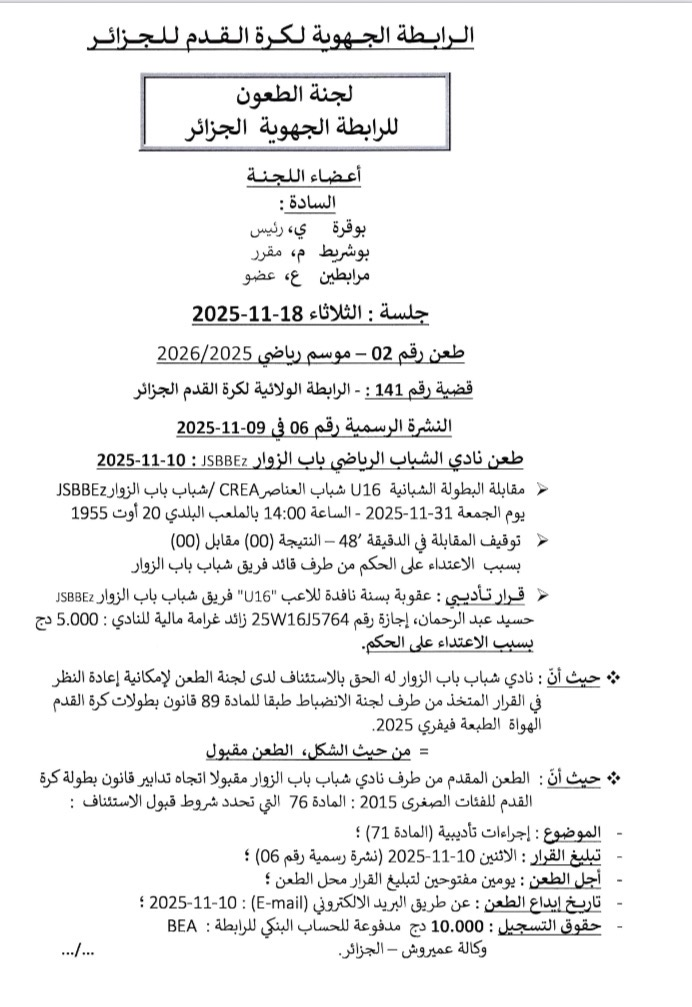 الرابطة الجهوية لكرة القدم للجزائر
لجنة الطعون
للرابطة الجهوية الجزائر
أعضاء اللجنة
السادة :
بوقرة ي، رئيس
بوشريط م، مقرر
مرابطين ع، عضو
جلسة : الثلاثاء 18-11-2025
طعن رقم 02 – موسم رياضي 2026/2025
قضية رقم 141 : - الرابطة الولائية لكرة القدم الجزائر
النشرة الرسمية رقم 06 في 09-11-2025
طعن نادي الشباب الرياضي باب الزوار JSBBEz : 10-11-2025
➢ مقابلة البطولة الشبانية U16 شباب العناصر CREA/ شباب باب الزوار JSBBEz
يوم الجمعة 31-11-2025 - الساعة 14:00 بالملعب البلدي 20 أوت 1955
➢ توقيف المقابلة في الدقيقة ’48 – النتيجة (00) مقابل (00)
بسبب الاعتداء على الحكم من طرف قائد فريق شباب باب الزوار
➢ قرار تأديبي : عقوبة بسنة نافدة للاعب "U16" فريق شباب باب الزوار JSBBEz
حسيد عبد الرحمان، إجازة رقم 25W16J5764 زائد غرامة مالية للنادي : 5.000 دج
بسبب الاعتداء على الحكم.
❖ حيث أنّ : نادي شباب باب الزوار له الحق بالاستئناف لدى لجنة الطعن لإمكانية إعادة النظر
في القرار المتخذ من طرف لجنة الانضباط طبقا للمادة 89 قانون بطولات كرة القدم
الهواة الطبعة فيفري 2025.
= من حيث الشكل، الطعن مقبول
❖ حيث أنّ : الطعن المقدم من طرف نادي شباب باب الزوار مقبولا اتجاه تدابير قانون بطولة كرة
القدم للفئات الصغرى 2015 : المادة 76 التي تحدد شروط قبول الاستئناف :
- الموضوع : إجراءات تأديبية (المادة 71) ؛
- تبليغ القرار : الاثنين 10-11-2025 (نشرة رسمية رقم 06) ؛
- أجل الطعن : يومين مفتوحين لتبليغ القرار محل الطعن ؛
- تاريخ إيداع الطعن : عن طريق البريد الالكتروني (E-mail) : 10-11-2025 ؛
- حقوق التسجيل : 10.000 دج مدفوعة للحساب البنكي للرابطة : BEA
وكالة عميروش – الجزائر.
.../...